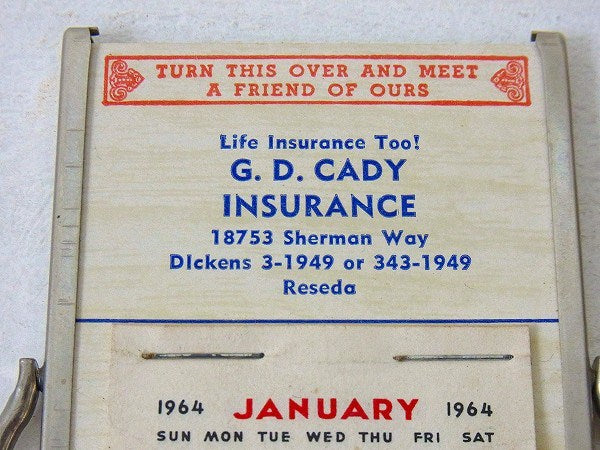 TURN THIS OVER AND MEET
A FRIEND OF OURS
Life Insurance Too!
G. D. CADY
INSURANCE
18753 Sherman Way
DIckens 3-1949 or 343-1949
Reseda
1964 JANUARY 1964
SUN MON TUE WED THU FRI SAT